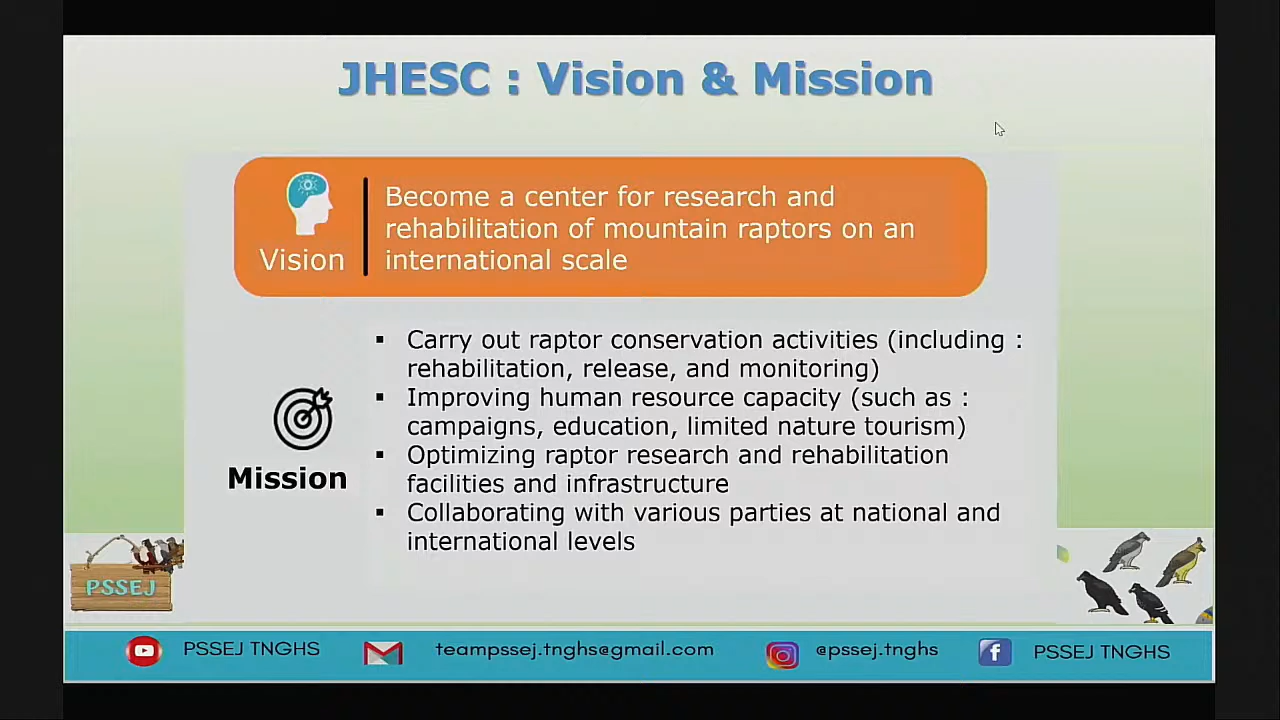 JHESC : Vision & Mission
Become a center for research and
rehabilitation of mountain raptors on an
international scale
Vision
▪ Carry out raptor conservation activities (including :
rehabilitation, release, and monitoring)
▪ Improving human resource capacity (such as :
campaigns, education, limited nature tourism)
▪ Optimizing raptor research and rehabilitation
facilities and infrastructure
▪ Collaborating with various parties at national and
international levels
Mission
PSSEJ
PSSEJ TNGHS
teampssej.tnghs@gmail.com
@pssej.tnghs
PSSEJ TNGHS